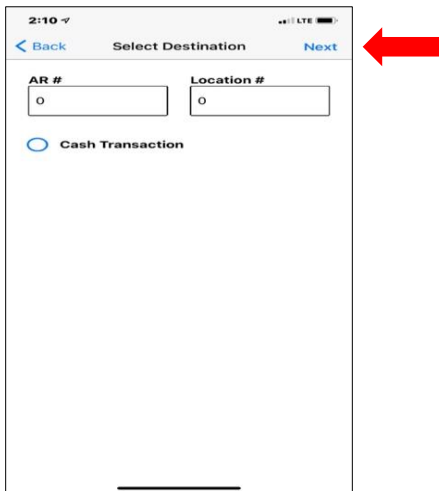 2:10 LTE
Back Select Destination Next
AR # Location #
0 0
Cash Transaction